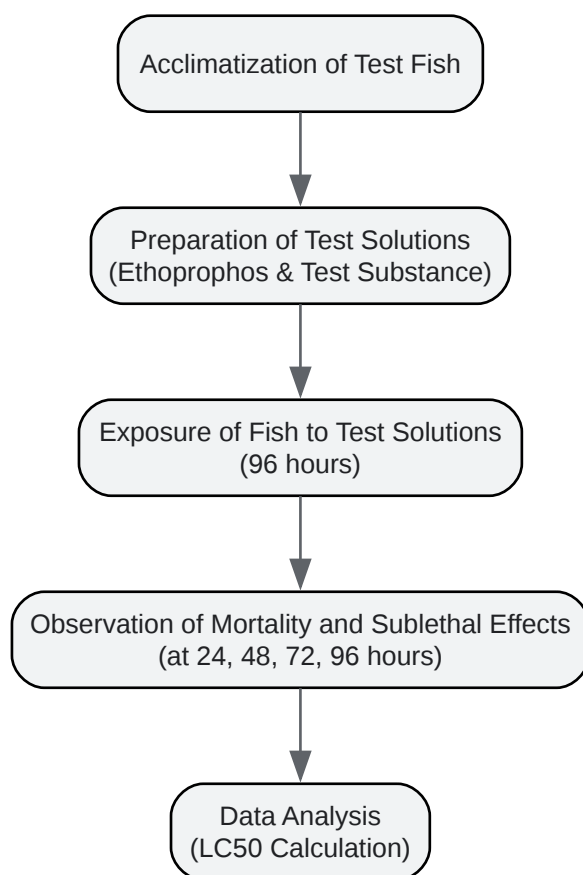 Acclimatization of Test Fish
Preparation of Test Solutions
(Ethoprophos & Test Substance)
Exposure of Fish to Test Solutions
(96 hours)
Observation of Mortality and Sublethal Effects
(at 24, 48, 72, 96 hours)
Data Analysis
(LC50 Calculation)